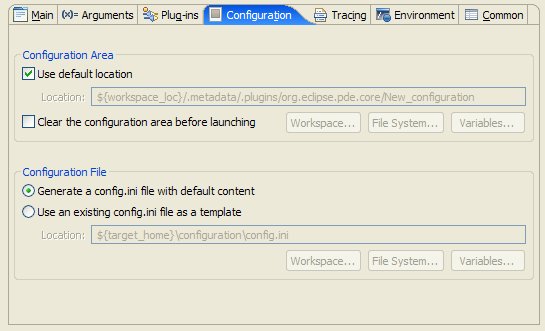 Main (x)= Arguments Plug-ins Configuration Tracing Environment Common
Configuration Area
Use default location
Location: ${workspace_loc}/.metadata/.plugins/org.eclipse.pde.core/New_configuration
Clear the configuration area before launching Workspace... File System... Variables...
Configuration File
Generate a config.ini file with default content
Use an existing config.ini file as a template
Location: ${target_home}\configuration\config.ini
Workspace... File System... Variables...